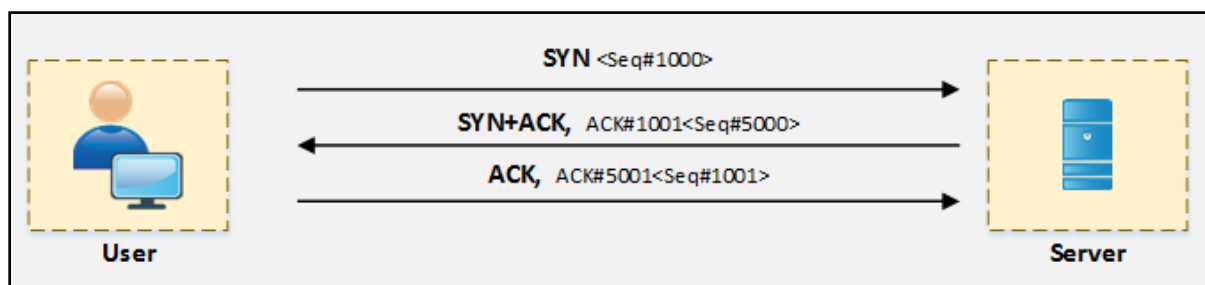 SYN <Seq#1000>
SYN+ACK, ACK#1001<Seq#5000>
ACK, ACK#5001<Seq#1001>
User
Server